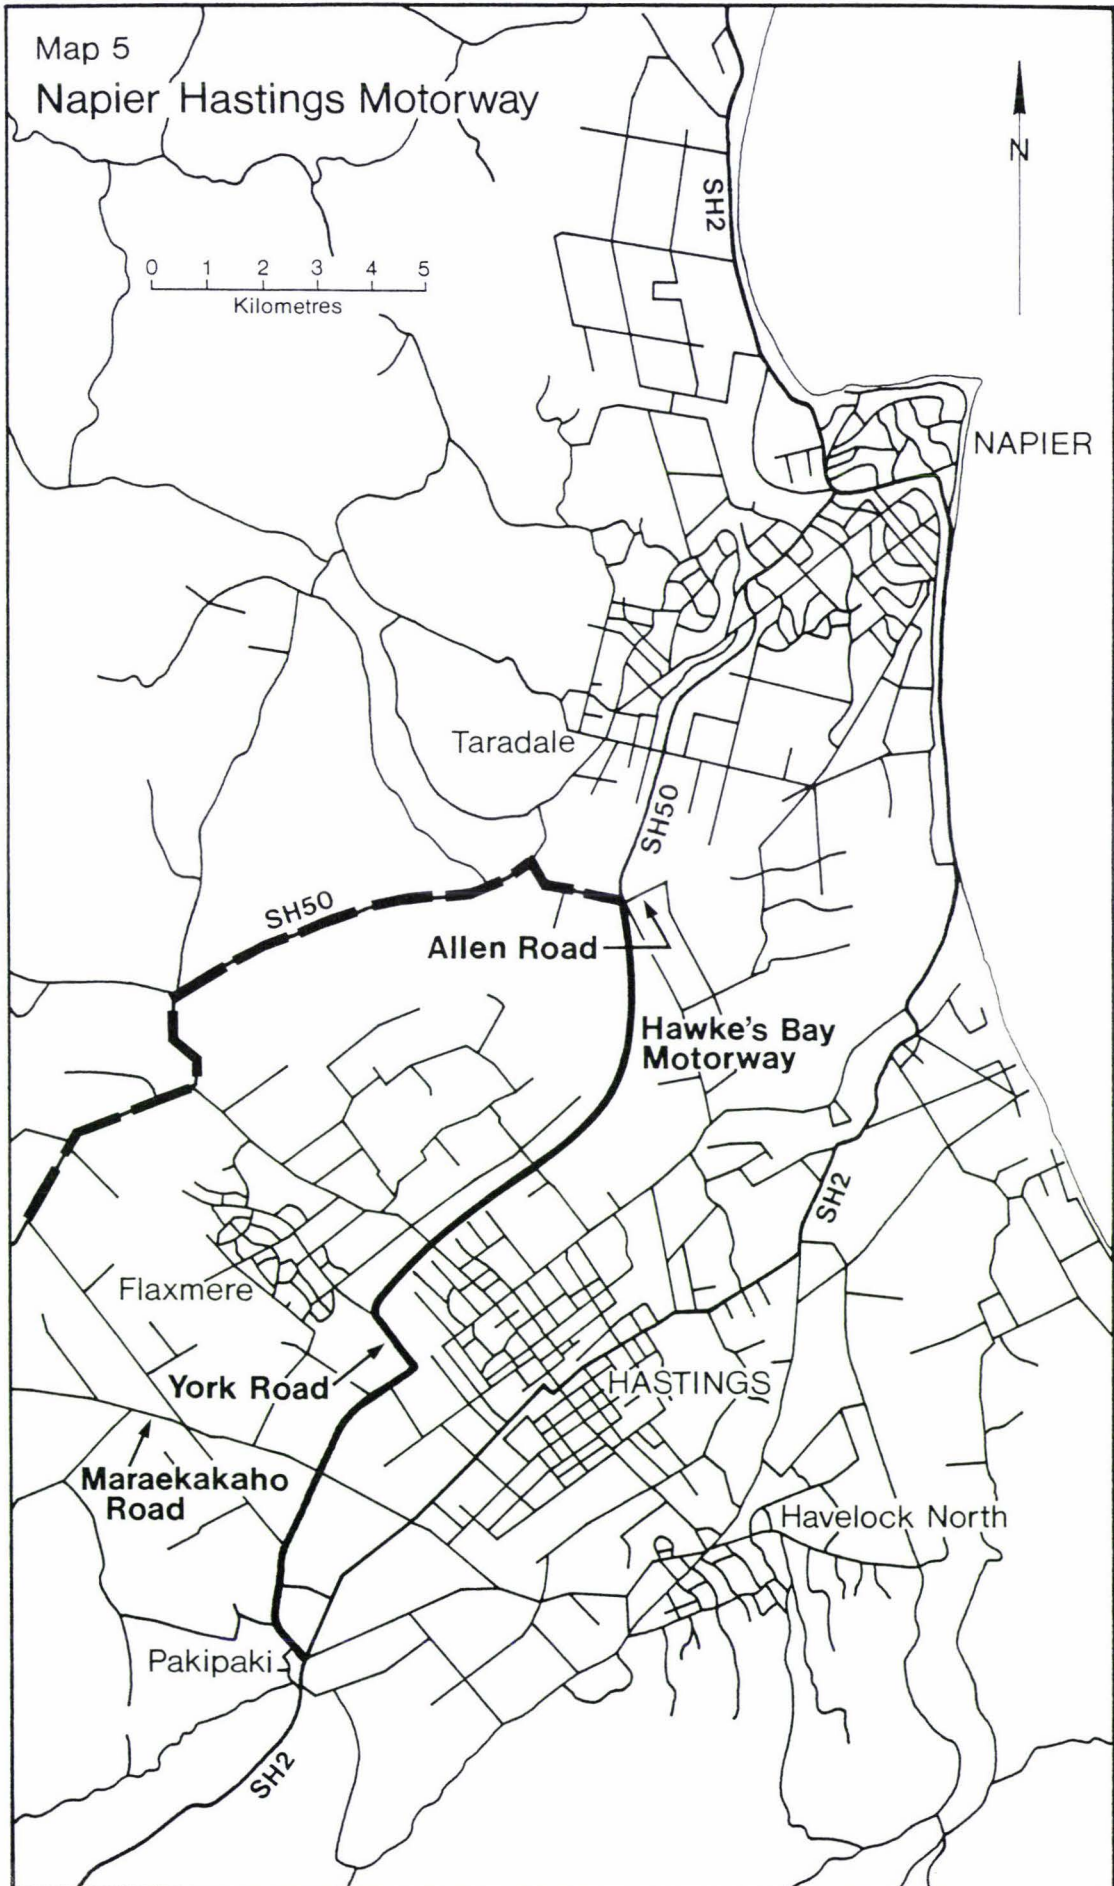 Map 5
Napier Hastings Motorway
N
SH2
0 1 2 3 4 5
Kilometres
NAPIER
Taradale
SH50
SH50
Allen Road
Hawke's Bay
Motorway
SH2
Flaxmere
York Road
HASTINGS
Maraekakaho
Road
Havelock North
Pakipaki
SH2